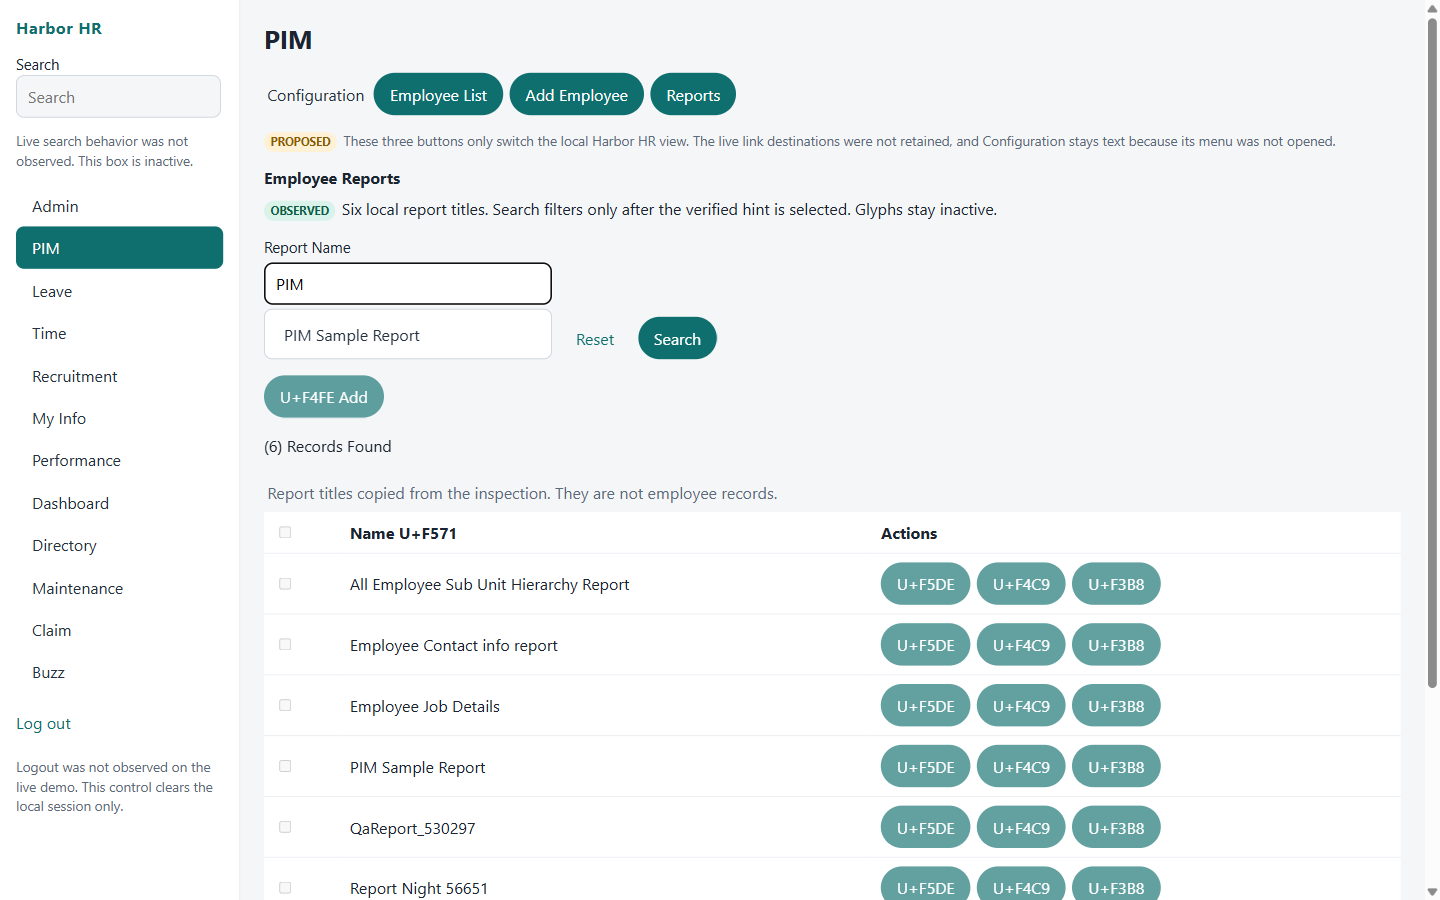 Harbor HR
Search
Search
Live search behavior was not
observed. This box is inactive.
Admin
PIM
Leave
Time
Recruitment
My Info
Performance
Dashboard
Directory
Maintenance
Claim
Buzz
Log out
Logout was not observed on the
live demo. This control clears the
local session only.
PIM
Configuration Employee List Add Employee Reports
PROPOSED These three buttons only switch the local Harbor HR view. The live link destinations were not retained, and Configuration stays text because its menu was not opened.
Employee Reports
OBSERVED Six local report titles. Search filters only after the verified hint is selected. Glyphs stay inactive.
Report Name
PIM
PIM Sample Report Reset Search
U+F4FE Add
(6) Records Found
Report titles copied from the inspection. They are not employee records.
Name U+F571 Actions
All Employee Sub Unit Hierarchy Report U+F5DE U+F4C9 U+F3B8
Employee Contact info report U+F5DE U+F4C9 U+F3B8
Employee Job Details U+F5DE U+F4C9 U+F3B8
PIM Sample Report U+F5DE U+F4C9 U+F3B8
QaReport_530297 U+F5DE U+F4C9 U+F3B8
Report Night 56651 U+F5DE U+F4C9 U+F3B8